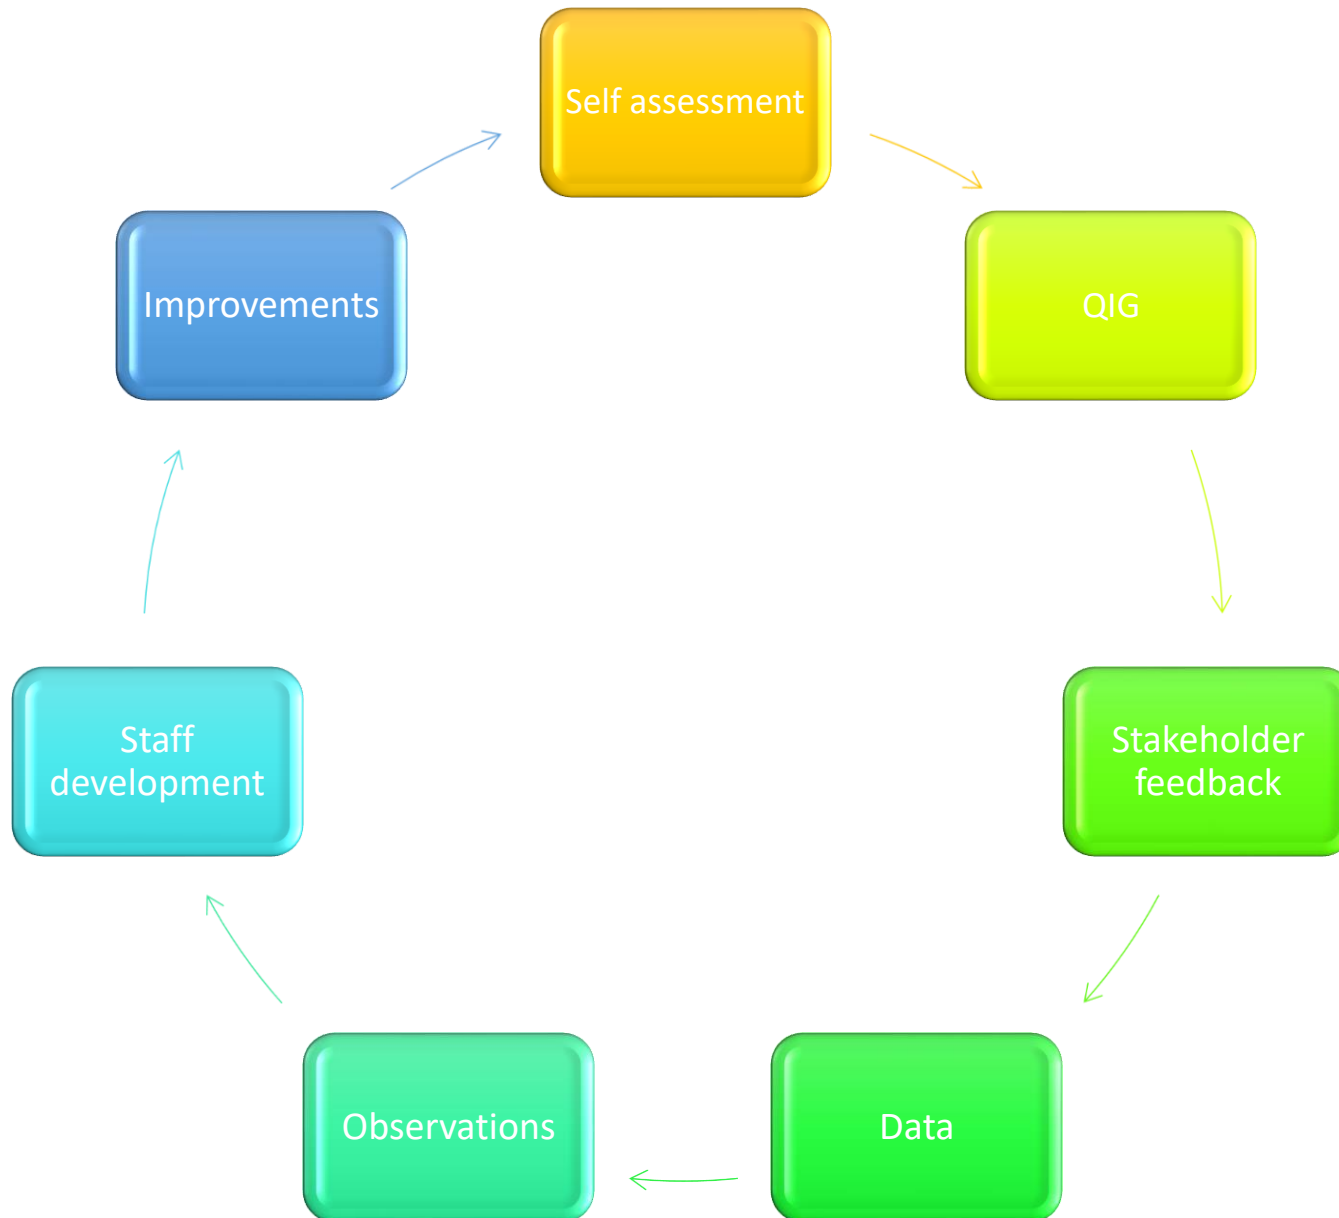 Self assessment
QIG
Stakeholder
feedback
Data
Observations
Staff
development
Improvements